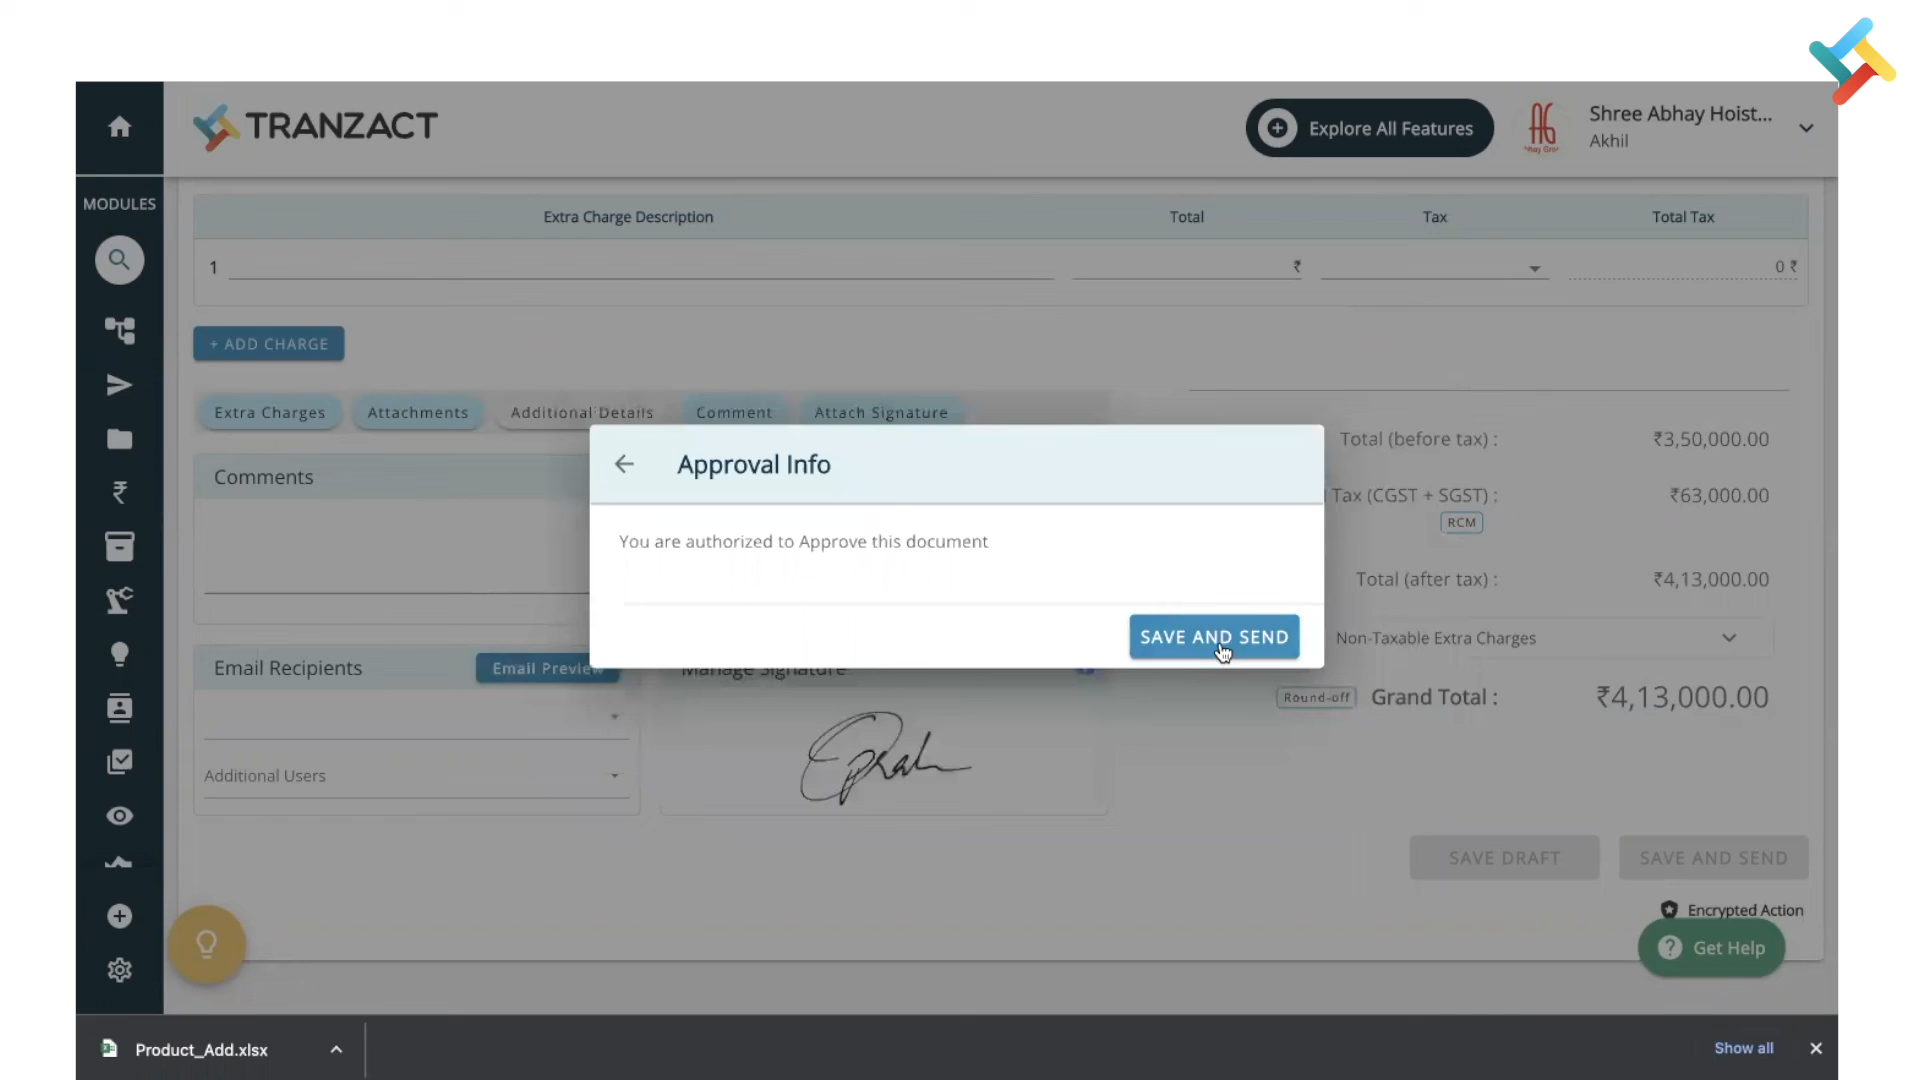 TRANZACT
Explore All Features
Shree Abhay Hoist...
Akhil
MODULES
Extra Charge Description Total Tax Total Tax
1 ₹ 0 ₹
+ ADD CHARGE
Extra Charges Attachments Additional Details Comment Attach Signature
Comments
Approval Info
You are authorized to Approve this document
SAVE AND SEND
Total (before tax) : ₹3,50,000.00
Tax (CGST + SGST) : ₹63,000.00
RCM
Total (after tax) : ₹4,13,000.00
Non-Taxable Extra Charges
Round-off Grand Total : ₹4,13,000.00
Email Recipients Email Preview
Manage Signature
Additional Users
SAVE DRAFT SAVE AND SEND
Encrypted Action
Get Help
Product_Add.xlsx
Show all